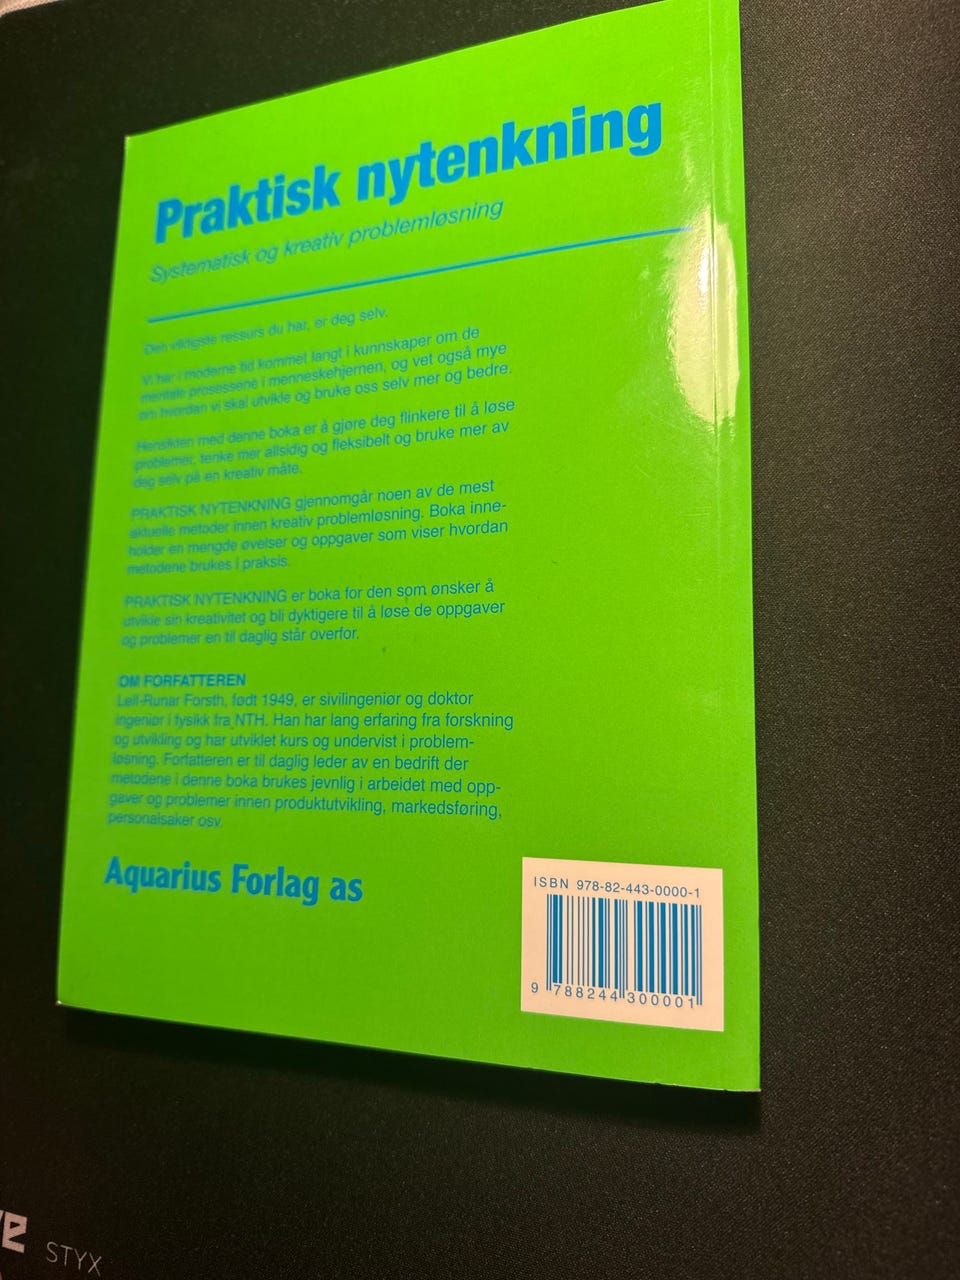 Praktisk nytenkning
Systematisk og kreativ problemløsning
Den viktigste ressurs du har, er deg selv.
Vi har i moderne tid kommet langt i kunnskaper om de
mentale prosessene i menneskehjernen, og vet også mye
om hvordan vi skal utvikle og bruke oss selv mer og bedre.
Hensikten med denne boka er å gjøre deg flinkere til å løse
problemer, tenke mer allsidig og fleksibelt og bruke mer av
deg selv på en kreativ måte.
PRAKTISK NYTENKNING gjennomgår noen av de mest
aktuelle metoder innen kreativ problemløsning. Boka inne-
holder en mengde øvelser og oppgaver som viser hvordan
metodene brukes i praksis.
PRAKTISK NYTENKNING er boka for den som ønsker å
utvikle sin kreativitet og bli dyktigere til å løse de oppgaver
og problemer en til daglig står overfor.
OM FORFATTEREN
Leif-Runar Forsth, født 1949, er sivilingeniør og doktor
ingeniør i fysikk fra NTH. Han har lang erfaring fra forskning
og utvikling og har utviklet kurs og undervist i problem-
løsning. Forfatteren er til daglig leder av en bedrift der
metodene i denne boka brukes jevnlig i arbeidet med opp-
gaver og problemer innen produktutvikling, markedsføring,
personalsaker osv.
Aquarius Forlag as
ISBN 978-82-443-0000-1
9 788244 300001
STYX